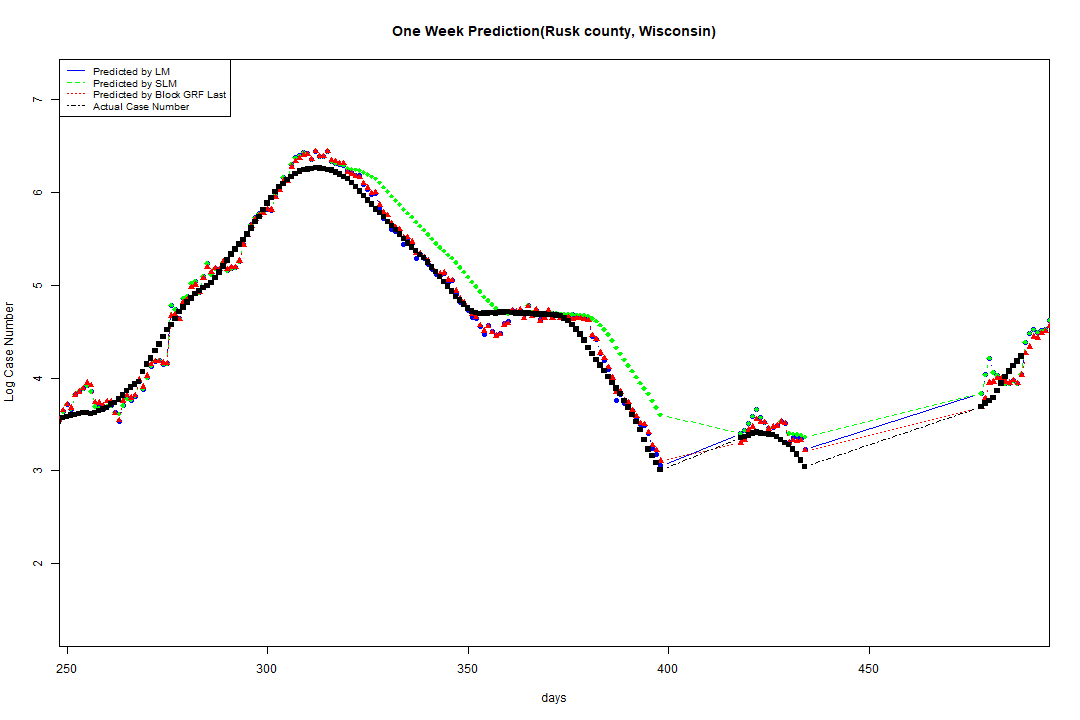 One Week Prediction(Rusk county, Wisconsin)
Predicted by LM
Predicted by SLM
Predicted by Block GRF Last
Actual Case Number
7
6
5
4
3
2
Log Case Number
250 300 350 400 450
days